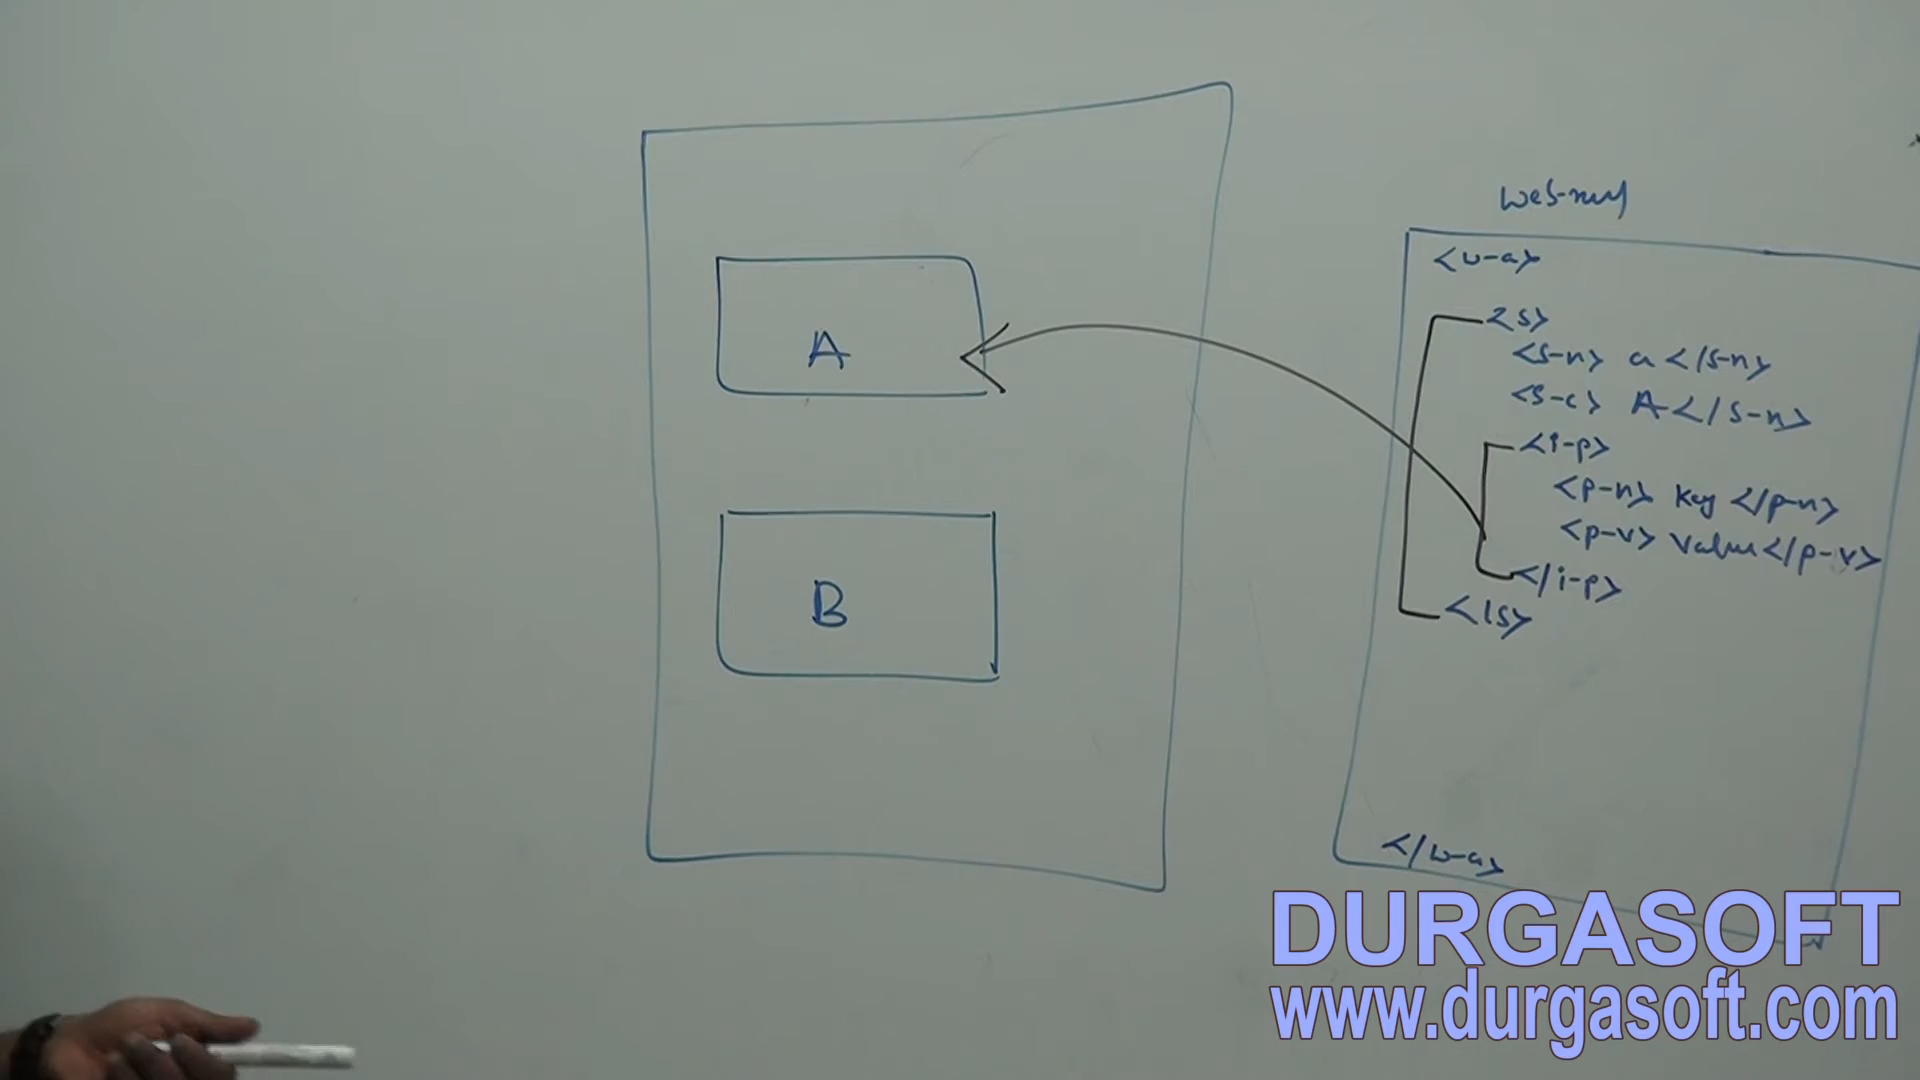 A
B
web.xml
<w-a>
<s>
<s-n> a </s-n>
<s-c> A </s-n>
<i-p>
<p-n> Key </p-n>
<p-v> Value </p-v>
</i-p>
</s>
</w-a>
DURGASOFT
www.durgasoft.com